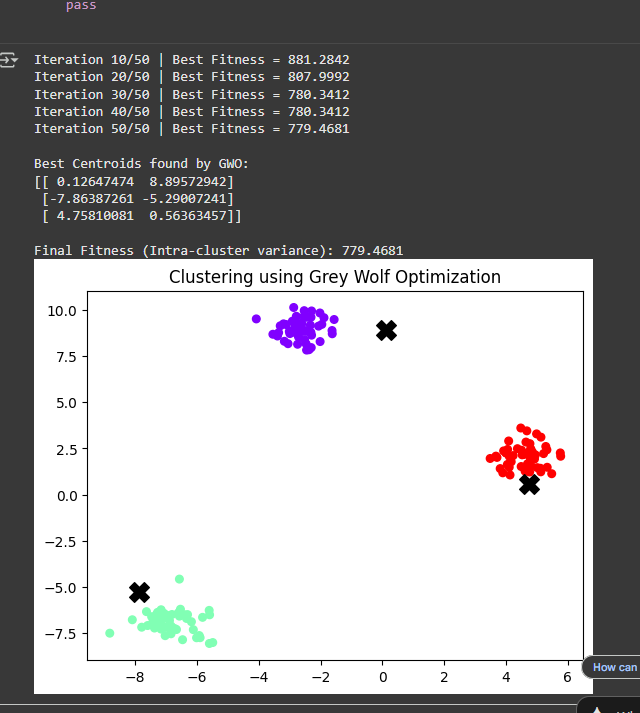 pass
Iteration 10/50 | Best Fitness = 881.2842
Iteration 20/50 | Best Fitness = 807.9992
Iteration 30/50 | Best Fitness = 780.3412
Iteration 40/50 | Best Fitness = 780.3412
Iteration 50/50 | Best Fitness = 779.4681
Best Centroids found by GWO:
[[ 0.12647474  8.89572942]
 [-7.86387261 -5.29007241]
 [ 4.75810081  0.56363457]]
Final Fitness (Intra-cluster variance): 779.4681
Clustering using Grey Wolf Optimization
10.0
7.5
5.0
2.5
0.0
−2.5
−5.0
−7.5
−8 −6 −4 −2 0 2 4 6
How can